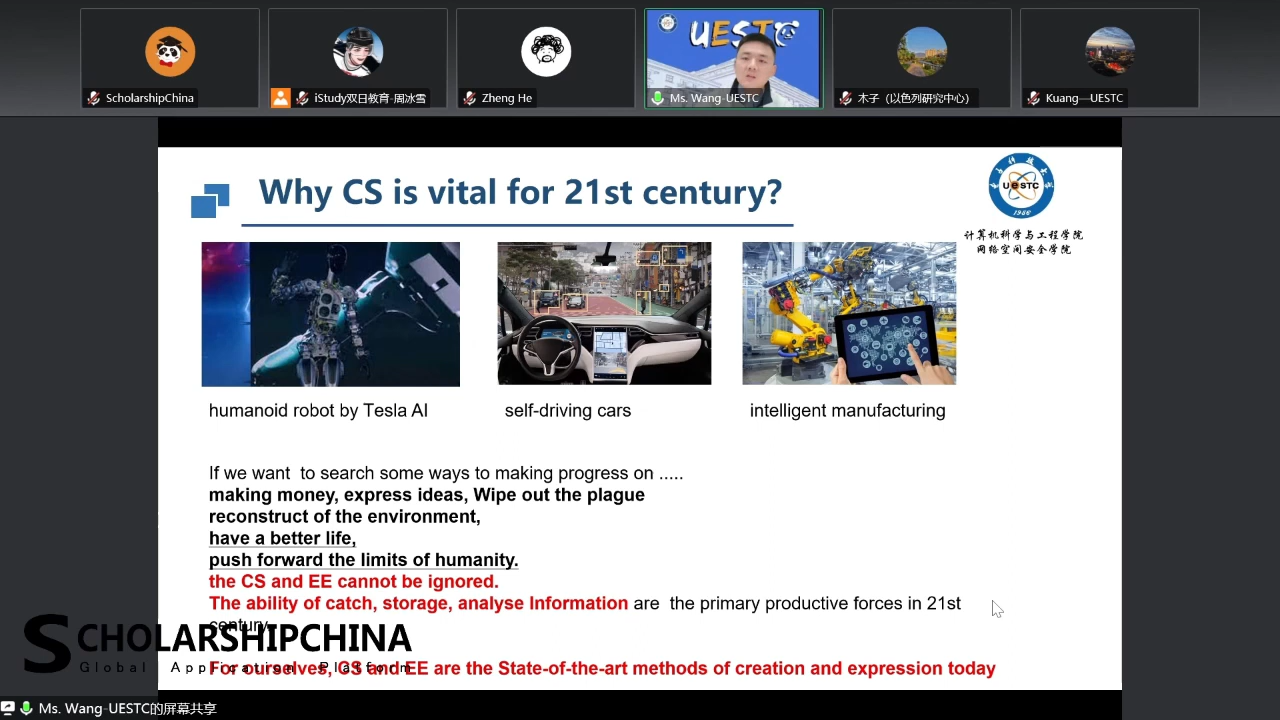 UESTC
ScholarshipChina
iStudy双日教育-周冰雪
Zheng He
Ms. Wang-UESTC
木子（以色列研究中心）
Kuang—UESTC
Why CS is vital for 21st century?
UESTC
1956
计算机科学与工程学院
网络空间安全学院
humanoid robot by Tesla AI
self-driving cars
intelligent manufacturing
If we want to search some ways to making progress on .....
making money, express ideas, Wipe out the plague
reconstruct of the environment,
have a better life,
push forward the limits of humanity.
the CS and EE cannot be ignored.
The ability of catch, storage, analyse Information are the primary productive forces in 21st
century
SCHOLARSHIPCHINA
Global Application Platform
For ourselves, CS and EE are the State-of-the-art methods of creation and expression today
Ms. Wang-UESTC的屏幕共享